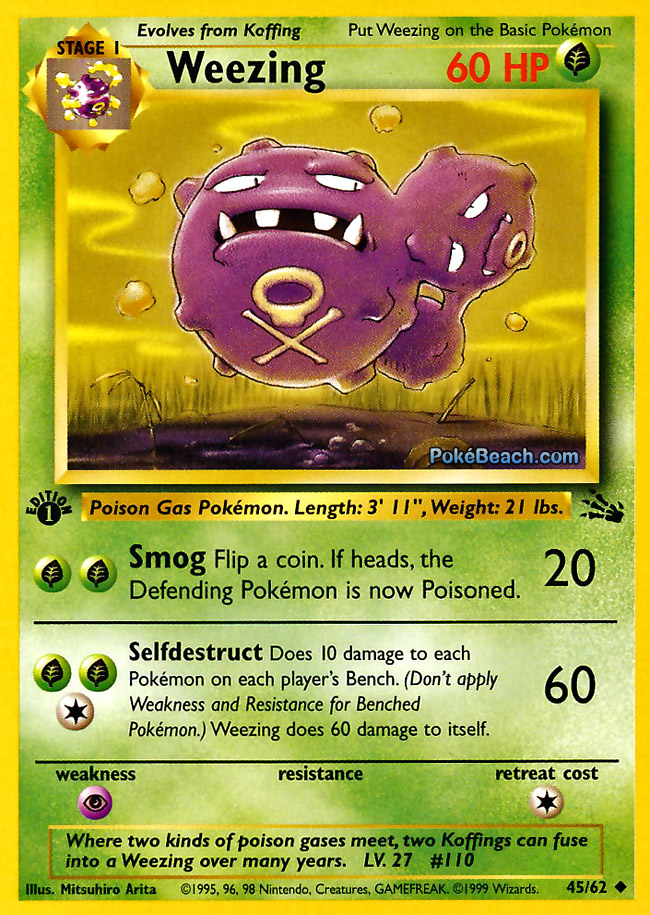 Evolves from Koffing Put Weezing on the Basic Pokémon
STAGE 1 Weezing 60 HP
PokéBeach.com
EDITION 1
Poison Gas Pokémon. Length: 3' 11", Weight: 21 lbs.
Smog Flip a coin. If heads, the
Defending Pokémon is now Poisoned. 20
Selfdestruct Does 10 damage to each
Pokémon on each player's Bench. (Don't apply
Weakness and Resistance for Benched
Pokémon.) Weezing does 60 damage to itself. 60
weakness resistance retreat cost
Where two kinds of poison gases meet, two Koffings can fuse
into a Weezing over many years. LV. 27 #110
Illus. Mitsuhiro Arita ©1995, 96, 98 Nintendo, Creatures, GAMEFREAK. ©1999 Wizards. 45/62